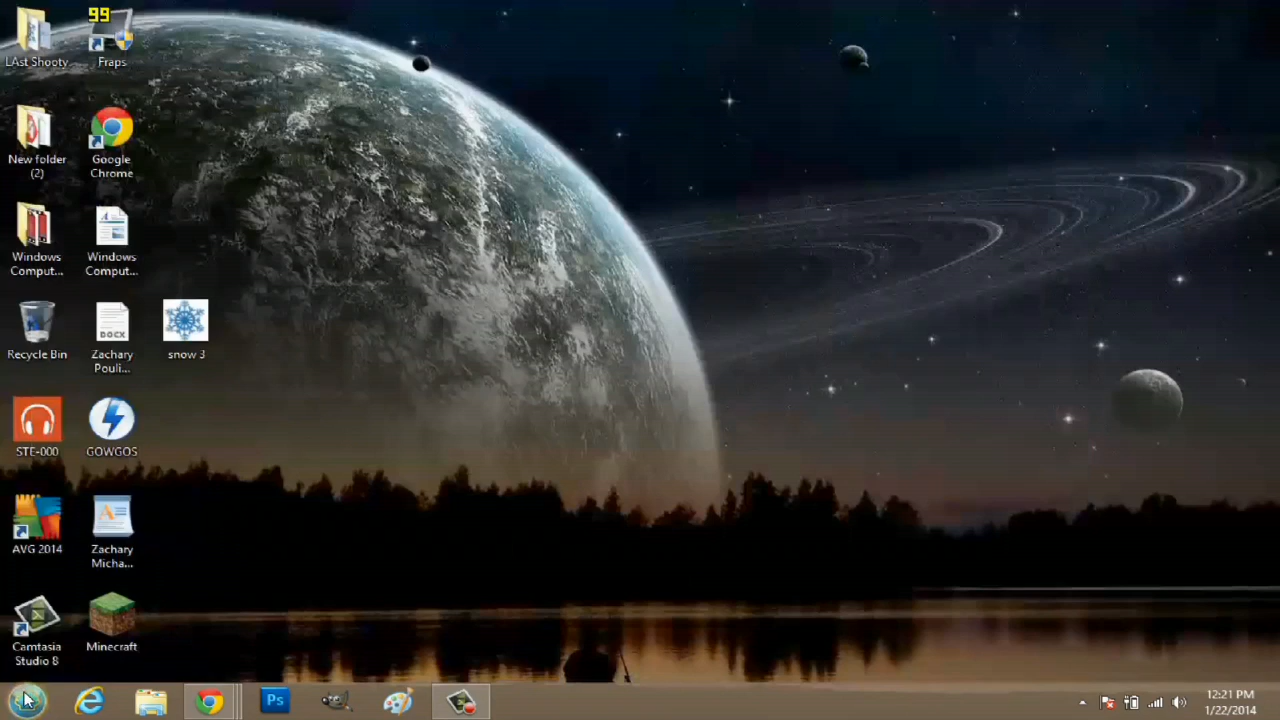 99
LAst Shooty
Fraps
New folder
(2)
Google
Chrome
Windows
Comput...
Windows
Comput...
Recycle Bin
DOCX
Zachary
Pouli...
snow 3
STE-000
GOWGOS
AVG 2014
Zachary
Micha...
Camtasia
Studio 8
Minecraft
Ps
12:21 PM
1/22/2014